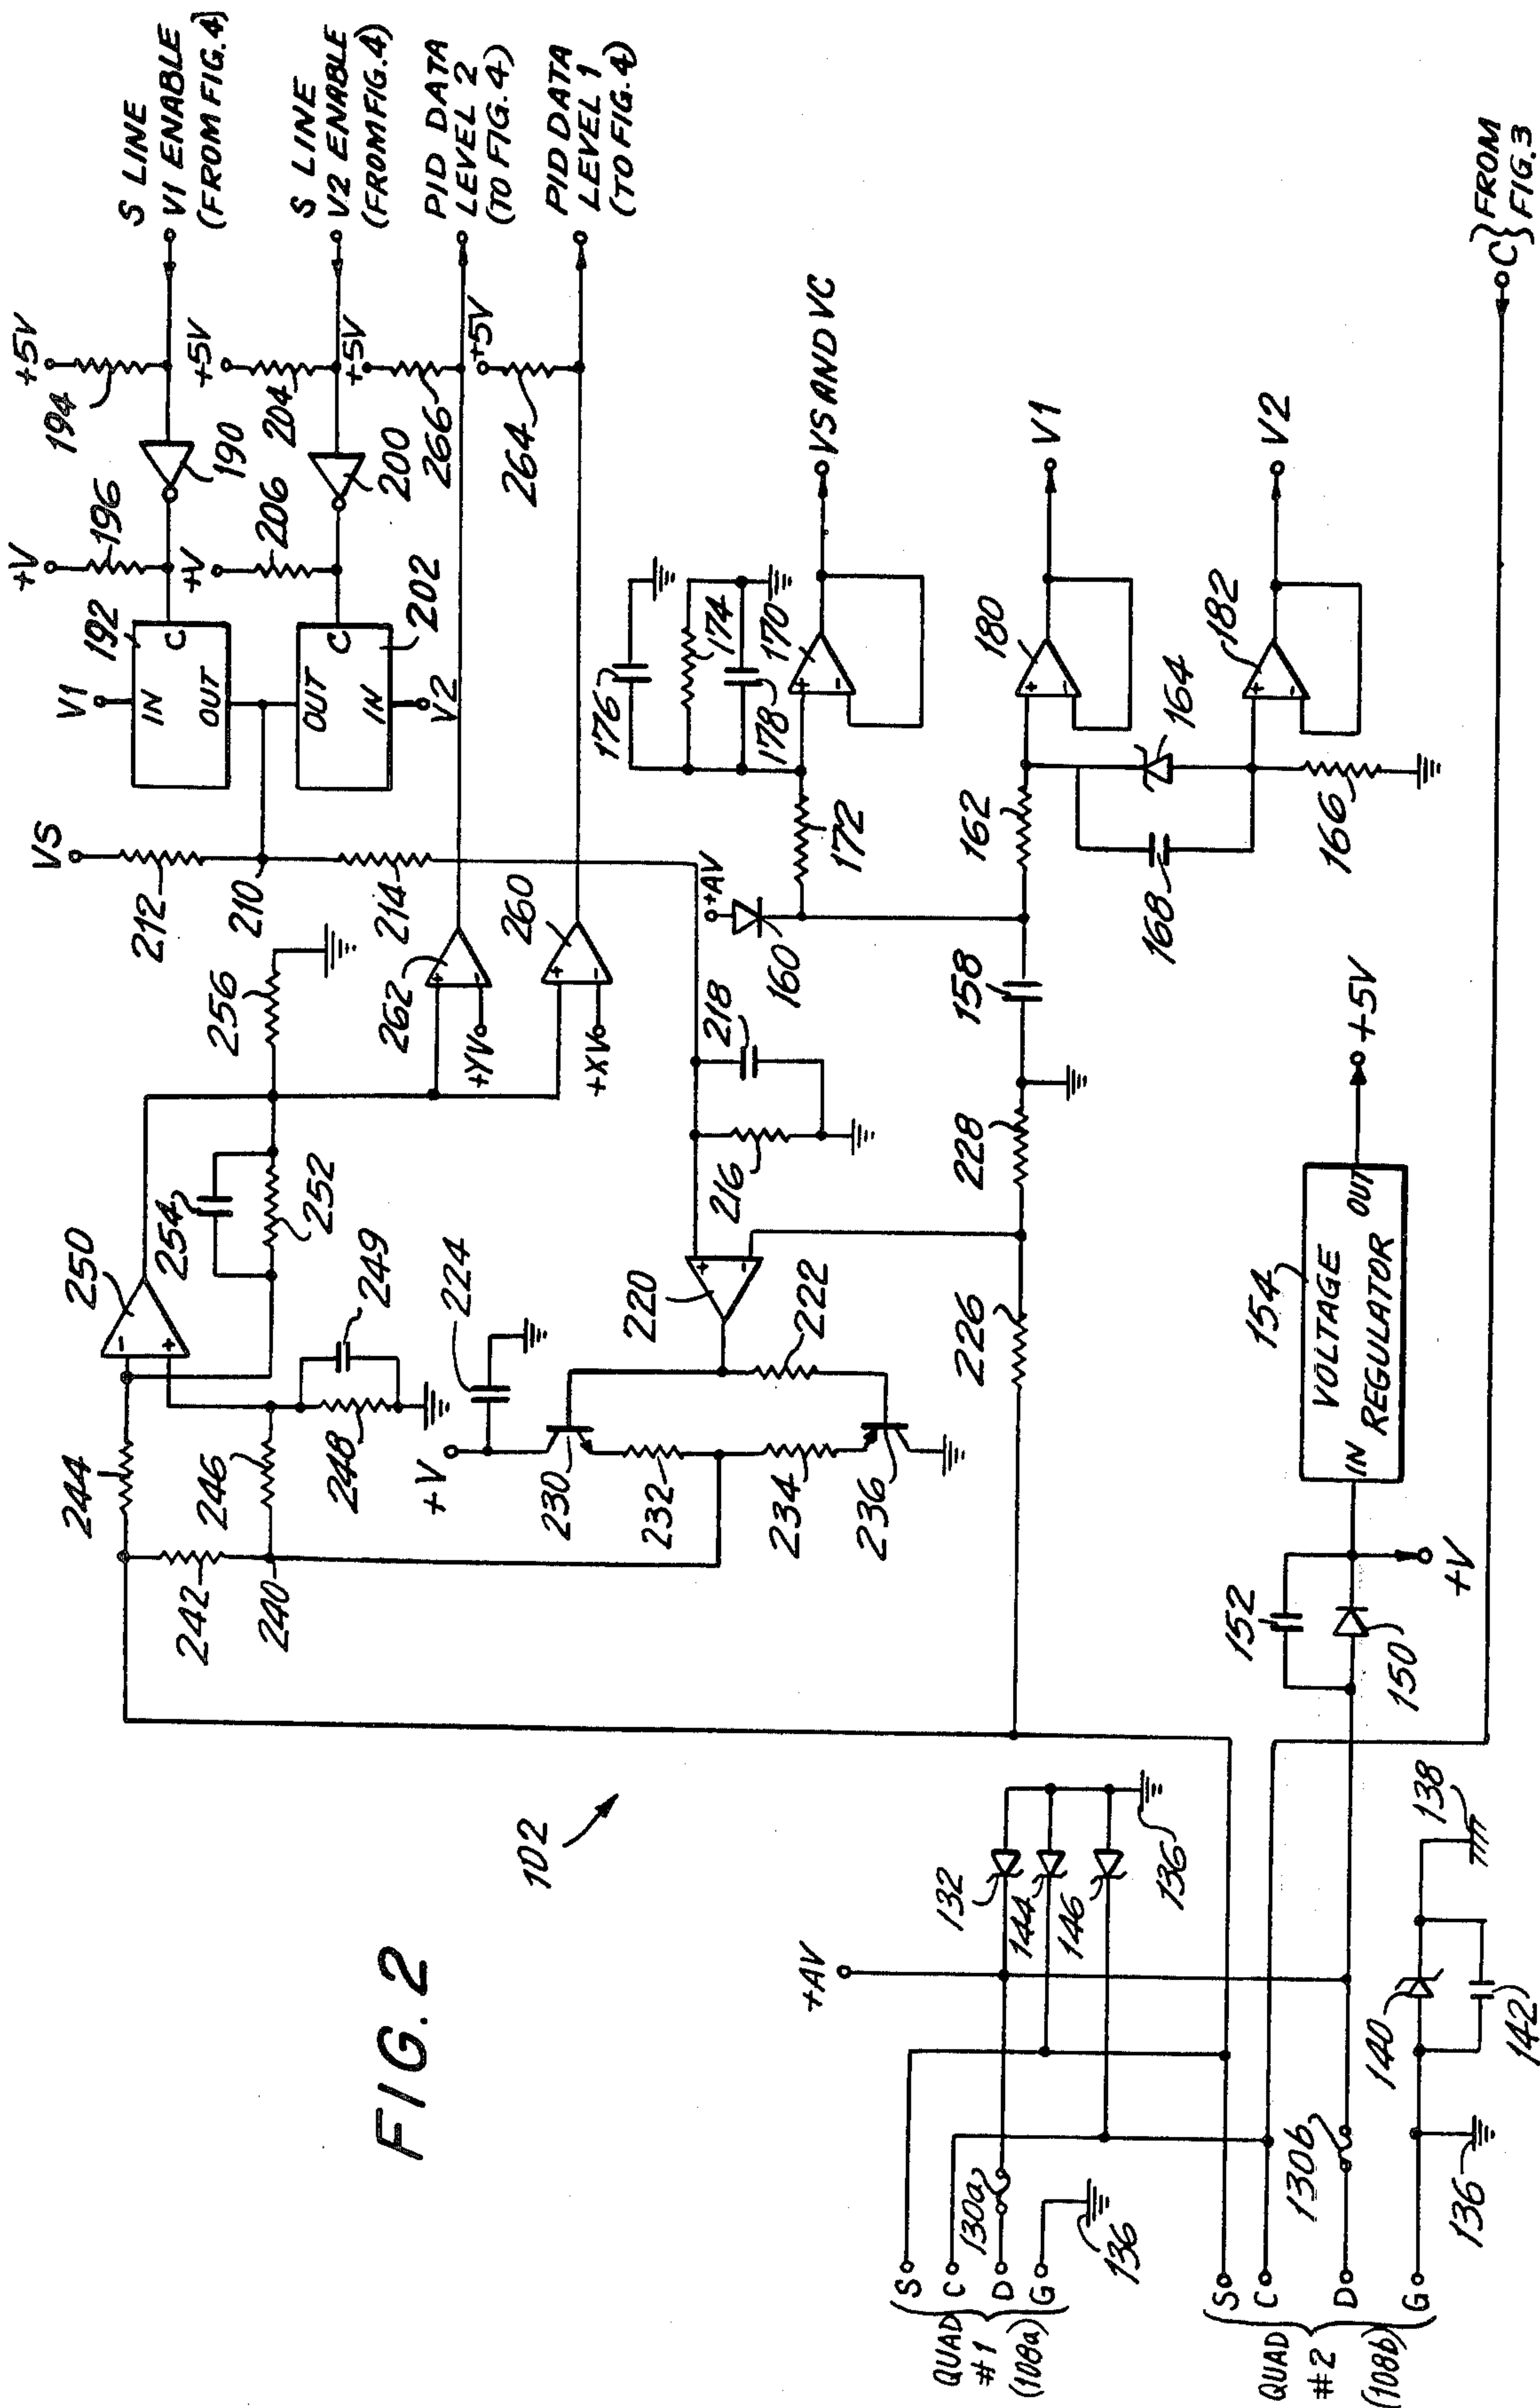 FIG. 2
102
S LINE
V1 ENABLE
(FROM FIG. 4)
S LINE
V2 ENABLE
(FROM FIG. 4)
PID DATA
LEVEL 2
(TO FIG. 4)
PID DATA
LEVEL 1
(TO FIG. 4)
+5V
194
+V
196
190
192
V1
IN
C
OUT
+5V
204
+V
206
200
202
OUT
C
IN
V2
+5V
266
+5V
264
VS
212
210
214
256
262
+YV
260
+XV
250
-
+
254
252
249
248
244
246
242
240
224
+V
230
232
234
236
222
220
+
-
216
218
226
228
158
+AV
160
172
176
174
178
170
+
-
VS AND VC
162
180
+
-
V1
164
168
166
182
+
-
V2
154
VOLTAGE
REGULATOR
IN
OUT
+5V
152
150
+V
C } FROM
FIG. 3
+AV
132
144
146
136
138
140
142
136
130a
136
130b
QUAD
#1
(108a)
S
C
D
G
QUAD
#2
(108b)
S
C
D
G